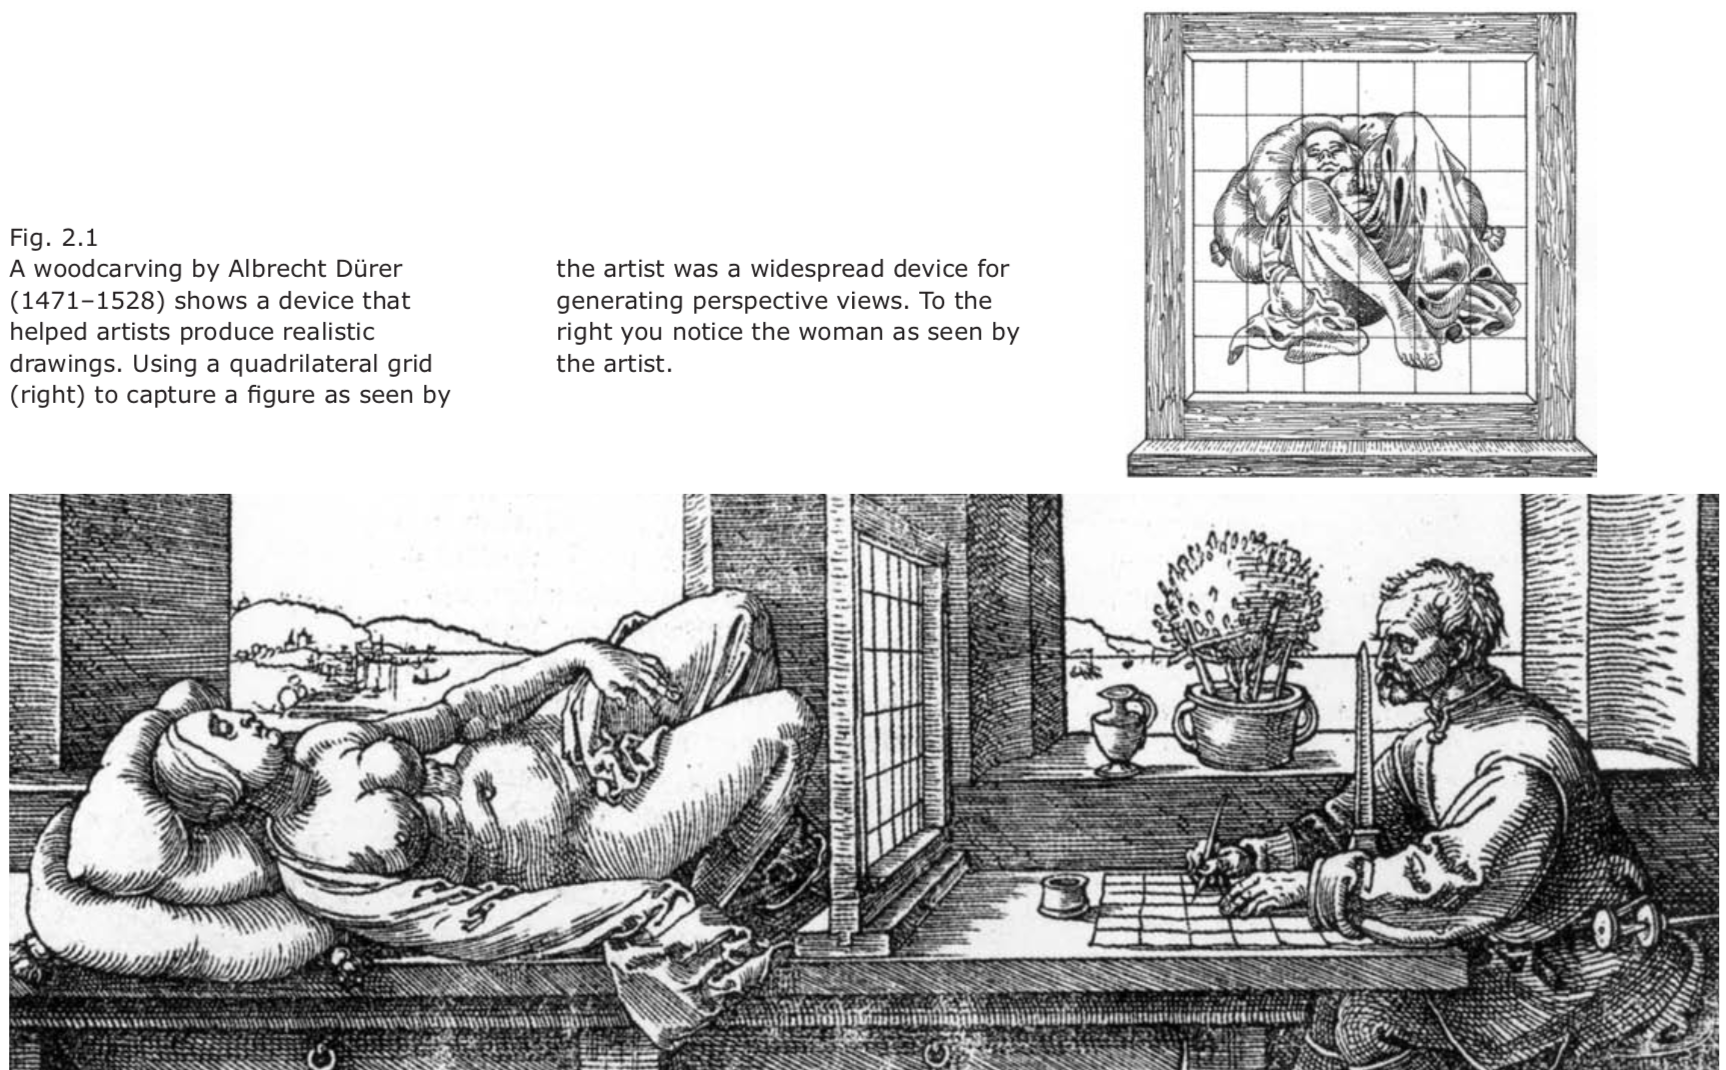 Fig. 2.1
A woodcarving by Albrecht Dürer
(1471–1528) shows a device that
helped artists produce realistic
drawings. Using a quadrilateral grid
(right) to capture a figure as seen by
the artist was a widespread device for
generating perspective views. To the
right you notice the woman as seen by
the artist.